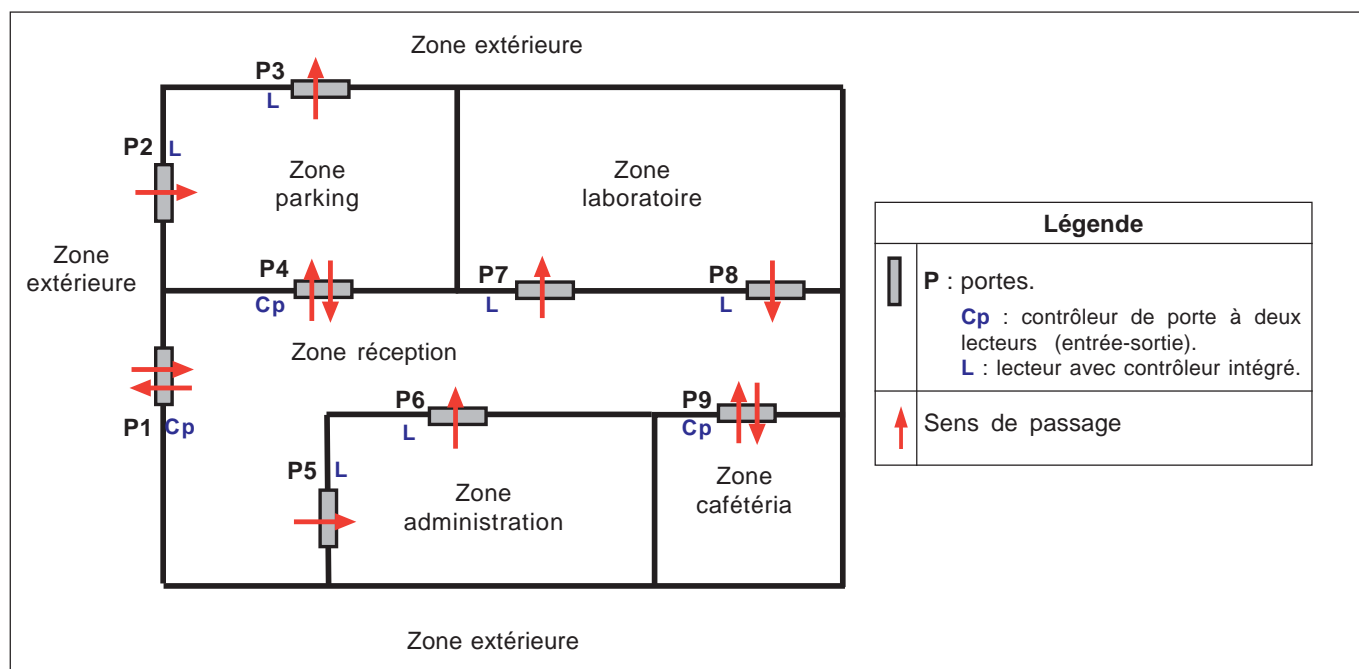 Zone extérieure
P3
L
P2 L
Zone
parking
Zone
laboratoire
Zone
extérieure
P4
Cp
P7
L
P8
L
Zone réception
P1 Cp
P6
L
P9
Cp
P5 L
Zone
administration
Zone
cafétéria
Zone extérieure
Légende
P : portes.
Cp : contrôleur de porte à deux
lecteurs (entrée-sortie).
L : lecteur avec contrôleur intégré.
Sens de passage